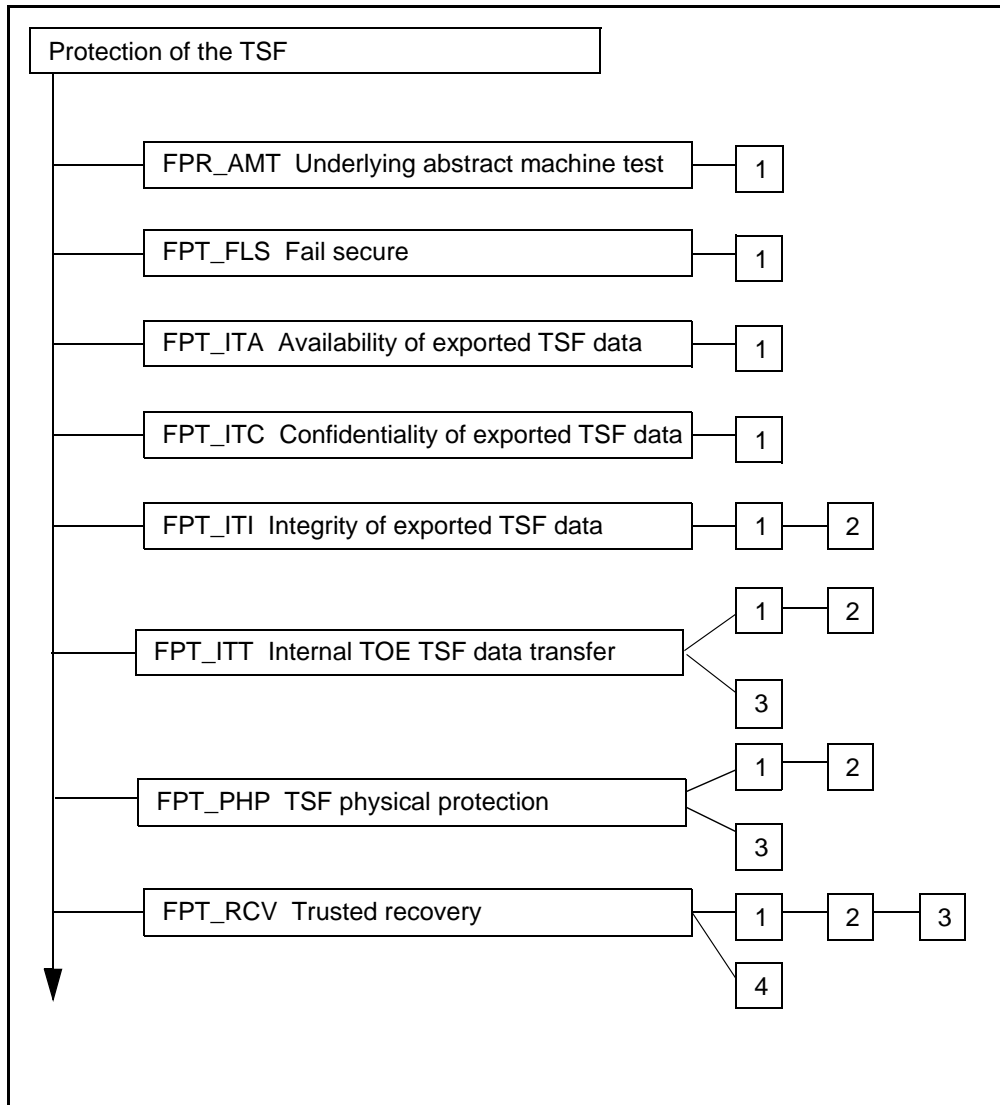 Protection of the TSF
FPR_AMT Underlying abstract machine test 1
FPT_FLS Fail secure 1
FPT_ITA Availability of exported TSF data 1
FPT_ITC Confidentiality of exported TSF data 1
FPT_ITI Integrity of exported TSF data 1 2
1 2
FPT_ITT Internal TOE TSF data transfer
3
1 2
FPT_PHP TSF physical protection
3
FPT_RCV Trusted recovery 1 2 3
4